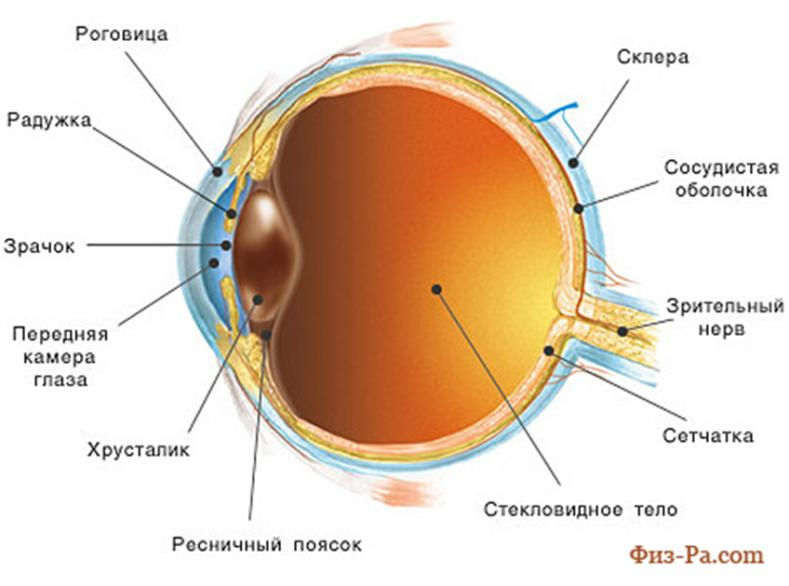 Роговица
Радужка
Зрачок
Передняя
камера
глаза
Хрусталик
Ресничный поясок
Склера
Сосудистая
оболочка
Зрительный
нерв
Сетчатка
Стекловидное тело
Физ-Ра.com